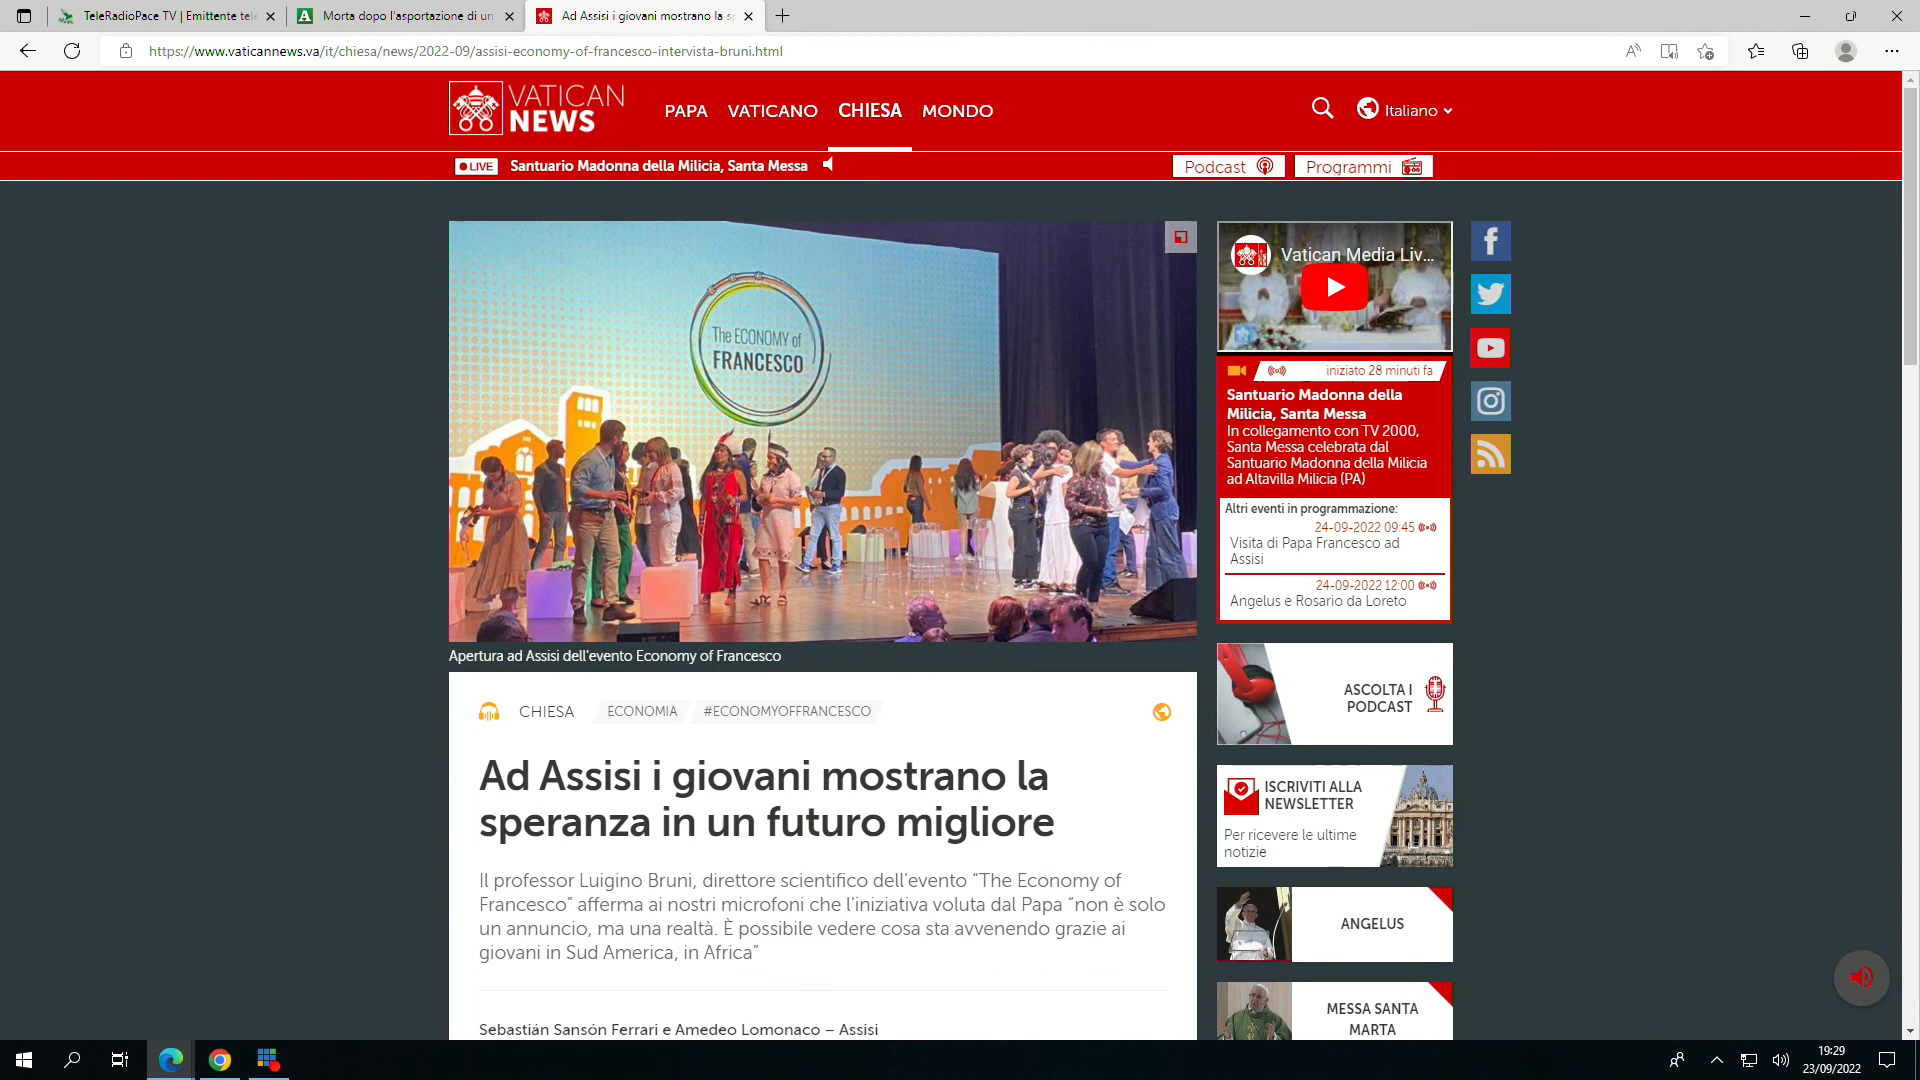 TeleRadioPace TV | Emittente tele
Morta dopo l'asportazione di un
Ad Assisi i giovani mostrano la sp
https://www.vaticannews.va/it/chiesa/news/2022-09/assisi-economy-of-francesco-intervista-bruni.html
VATICAN
NEWS
PAPA VATICANO CHIESA MONDO
Italiano
LIVE Santuario Madonna della Milicia, Santa Messa
Podcast Programmi
The ECONOMY of
FRANCESCO
Apertura ad Assisi dell'evento Economy of Francesco
CHIESA ECONOMIA #ECONOMYOFFRANCESCO
Ad Assisi i giovani mostrano la
speranza in un futuro migliore
Il professor Luigino Bruni, direttore scientifico dell'evento “The Economy of
Francesco” afferma ai nostri microfoni che l'iniziativa voluta dal Papa “non è solo
un annuncio, ma una realtà. È possibile vedere cosa sta avvenendo grazie ai
giovani in Sud America, in Africa”
Sebastián Sansón Ferrari e Amedeo Lomonaco – Assisi
Vatican Media Liv...
iniziato 28 minuti fa
Santuario Madonna della
Milicia, Santa Messa
In collegamento con TV 2000,
Santa Messa celebrata dal
Santuario Madonna della Milicia
ad Altavilla Milicia (PA)
Altri eventi in programmazione:
24-09-2022 09:45
Visita di Papa Francesco ad
Assisi
24-09-2022 12:00
Angelus e Rosario da Loreto
ASCOLTA I
PODCAST
ISCRIVITI ALLA
NEWSLETTER
Per ricevere le ultime
notizie
ANGELUS
MESSA SANTA
MARTA
19:29
23/09/2022